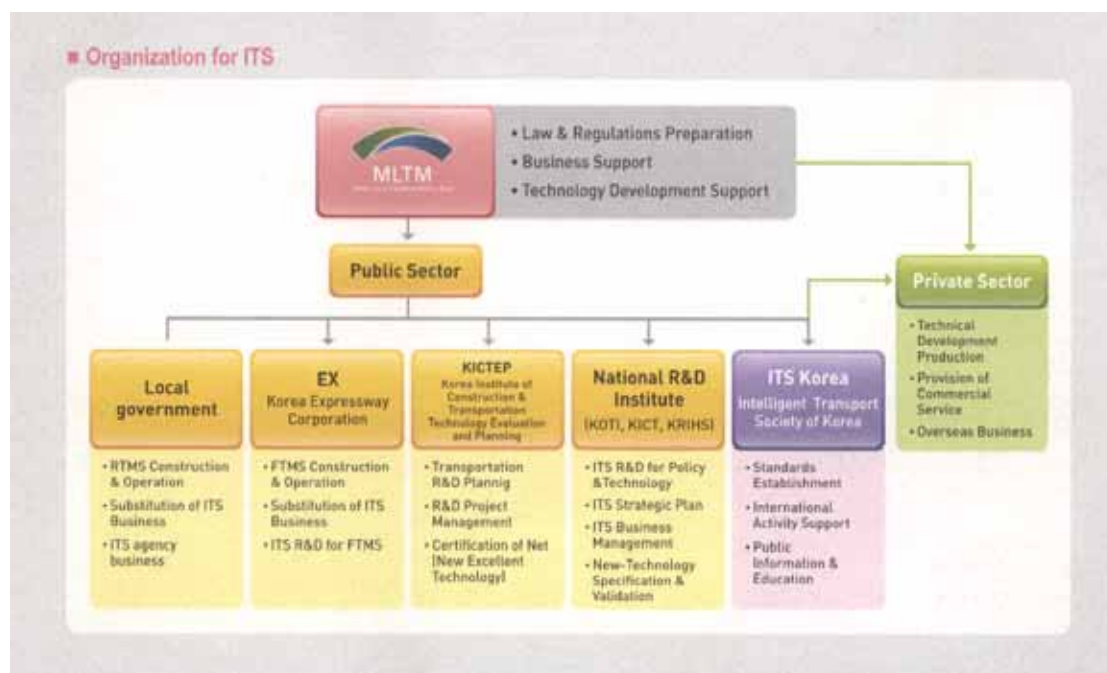 ■ Organization for ITS
MLTM
• Law & Regulations Preparation
• Business Support
• Technology Development Support
Public Sector
Private Sector
• Technical
Development
Production
• Provision of
Commercial
Service
• Overseas Business
Local
government
• RTMS Construction
& Operation
• Substitution of ITS
Business
• ITS agency
business
EX
Korea Expressway
Corporation
• FTMS Construction
& Operation
• Substitution of ITS
Business
• ITS R&D for FTMS
KICTEP
Korea Institute of
Construction &
Transportation
Technology Evaluation
and Planning
• Transportation
R&D Plannig
• R&D Project
Management
• Certification of Net
[New Excellent
Technology]
National R&D
Institute
(KOTI, KICT, KRIHS)
• ITS R&D for Policy
&Technology
• ITS Strategic Plan
• ITS Business
Management
• New-Technology
Specification &
Validation
ITS Korea
Intelligent Transport
Society of Korea
• Standards
Establishment
• International
Activity Support
• Public
Information &
Education